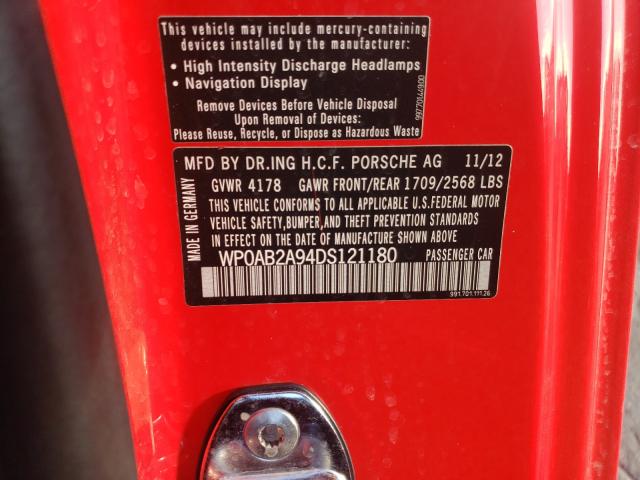 This vehicle may include mercury-containing
devices installed by the manufacturer:
• High Intensity Discharge Headlamps
• Navigation Display
Remove Devices Before Vehicle Disposal
Upon Removal of Devices:
Please Reuse, Recycle, or Dispose as Hazardous Waste
MFD BY DR.ING H.C.F. PORSCHE AG 11/12
GVWR 4178 GAWR FRONT/REAR 1709/2568 LBS
THIS VEHICLE CONFORMS TO ALL APPLICABLE U.S.FEDERAL MOTOR
VEHICLE SAFETY,BUMPER,AND THEFT PREVENTION STANDARDS
IN EFFECT ON THE DATE OF MANUFACTURE SHOWN ABOVE.
WP0AB2A94DS121180 PASSENGER CAR
991.701.111.26
MADE IN GERMANY